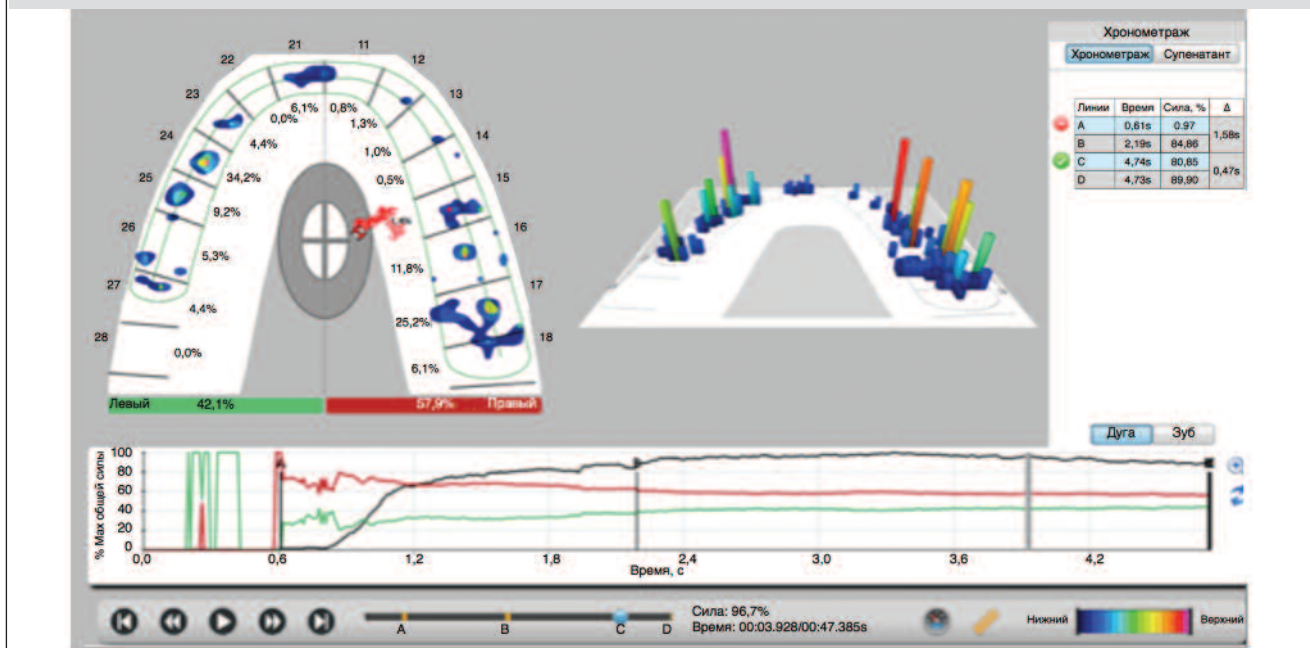 Хронометраж
Хронометраж Супенатант
Линии Время Сила, % Δ
A 0,61s 0.97 1,58s
B 2,19s 84,86
C 4,74s 80,85 0,47s
D 4,73s 89,90
21 11
22 12
23 13
24 14
25 15
26 16
27 17
28 18
6,1% 0,8%
0,0% 1,3%
4,4% 1,0%
34,2% 0,5%
9,2%
5,3% 11,8%
4,4% 25,2%
0,0% 6,1%
Левый 42,1% 57,9% Правый
Дуга Зуб
% Max общей силы
100
80
60
40
20
0
0,0 0,6 1,2 1,8 2,4 3,0 3,6 4,2
Время, с
A B C D
Сила: 96,7%
Время: 00:03.928/00:47.385s
Нижний Верхний